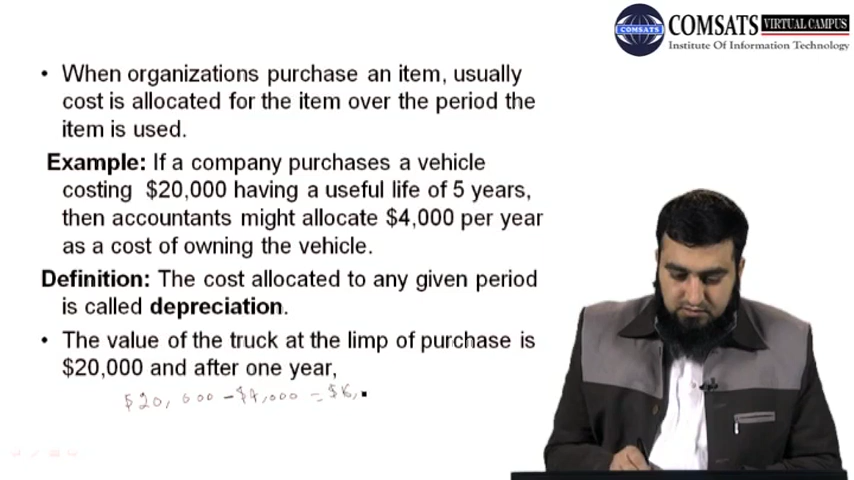 COMSATS VIRTUAL CAMPUS
COMSATS
Institute Of Information Technology
• When organizations purchase an item, usually
cost is allocated for the item over the period the
item is used.
Example: If a company purchases a vehicle
costing $20,000 having a useful life of 5 years,
then accountants might allocate $4,000 per year
as a cost of owning the vehicle.
Definition: The cost allocated to any given period
is called depreciation.
• The value of the truck at the limp of purchase is
$20,000 and after one year,
$20,000 - $4,000 = $16,